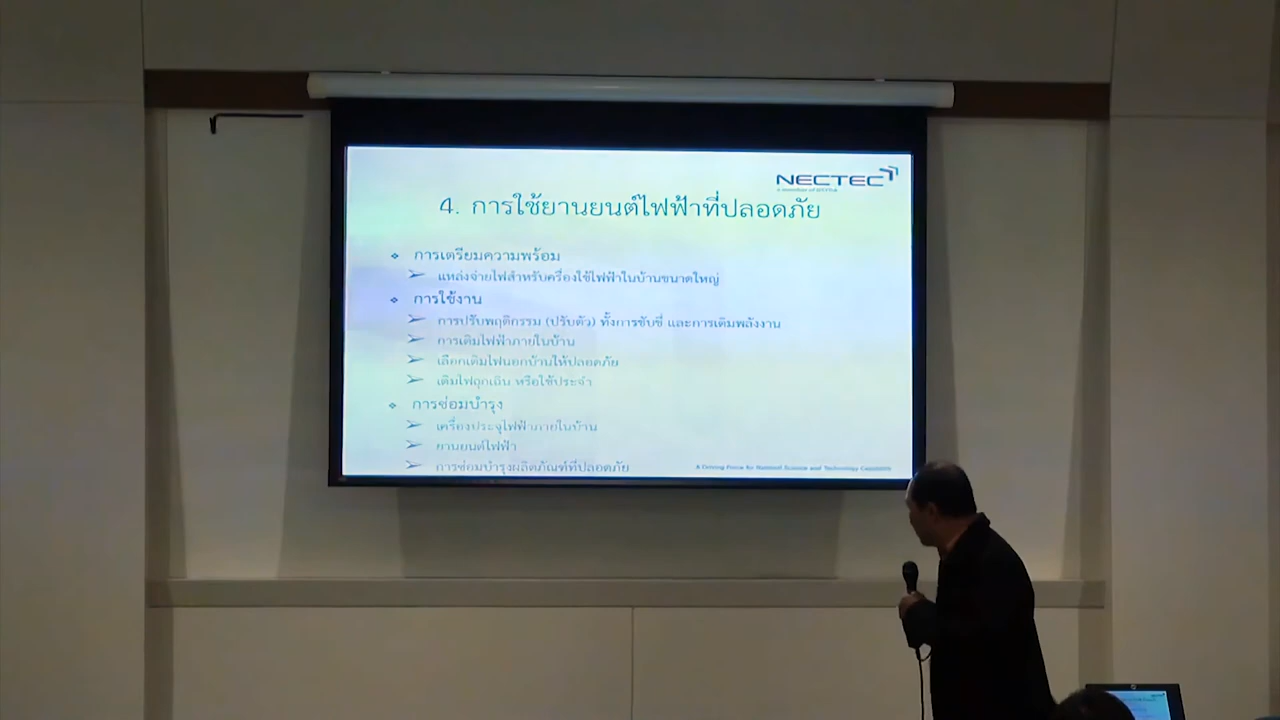 NECTEC
a member of NSTDA
4. การใช้ยานยนต์ไฟฟ้าที่ปลอดภัย
❖ การเตรียมความพร้อม
➢ แหล่งจ่ายไฟสำหรับเครื่องใช้ไฟฟ้าในบ้านขนาดใหญ่
❖ การใช้งาน
➢ การปรับพฤติกรรม (ปรับตัว) ทั้งการขับขี่ และการเติมพลังงาน
➢ การเติมไฟฟ้าภายในบ้าน
➢ เลือกเติมไฟนอกบ้านให้ปลอดภัย
➢ เติมไฟฉุกเฉิน หรือใช้ประจำ
❖ การซ่อมบำรุง
➢ เครื่องประจุไฟฟ้าภายในบ้าน
➢ ยานยนต์ไฟฟ้า
➢ การซ่อมบำรุงผลิตภัณฑ์ที่ปลอดภัย
A Driving Force for National Science and Technology Capability